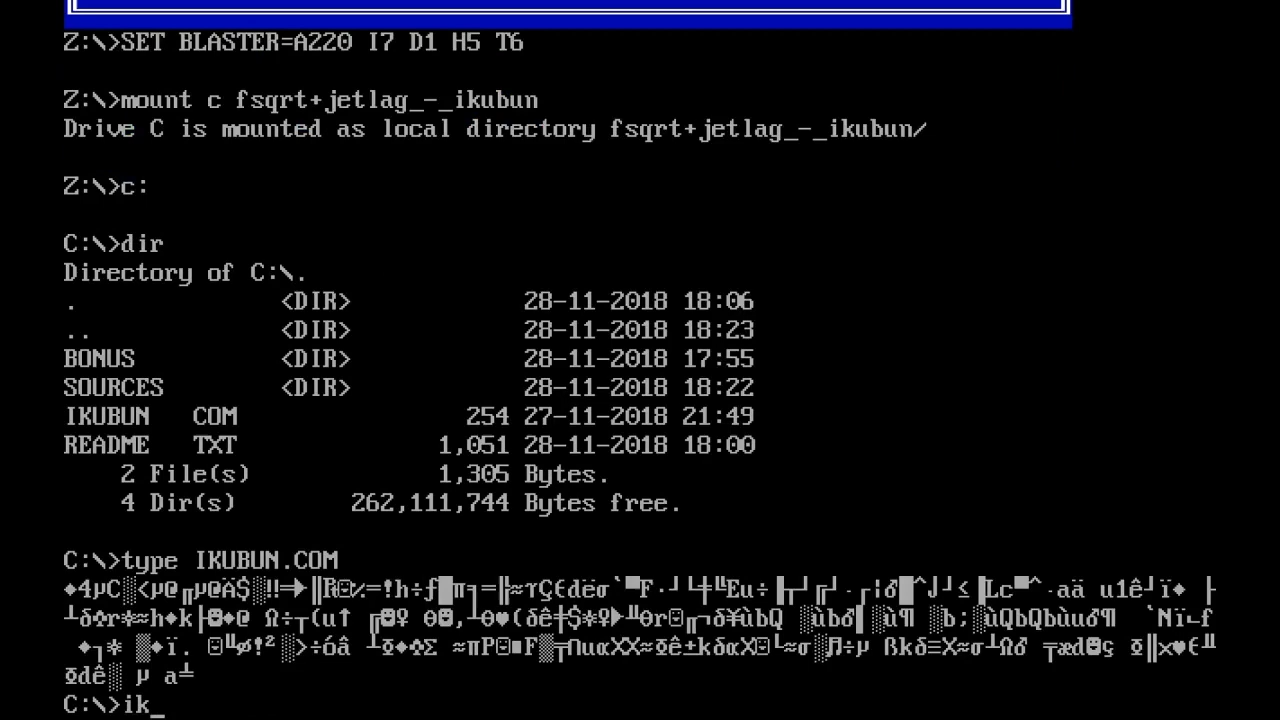 Z:\>SET BLASTER=A220 I7 D1 H5 T6
Z:\>mount c fsqrt+jetlag_-_ikubun
Drive C is mounted as local directory fsqrt+jetlag_-_ikubun/
Z:\>c:
C:\>dir
Directory of C:\.
. <DIR> 28-11-2018 18:06
.. <DIR> 28-11-2018 18:23
BONUS <DIR> 28-11-2018 17:55
SOURCES <DIR> 28-11-2018 18:22
IKUBUN COM 254 27-11-2018 21:49
README TXT 1,051 28-11-2018 18:00
2 File(s) 1,305 Bytes.
4 Dir(s) 262,111,744 Bytes free.
C:\>type IKUBUN.COM
C:\>ik_